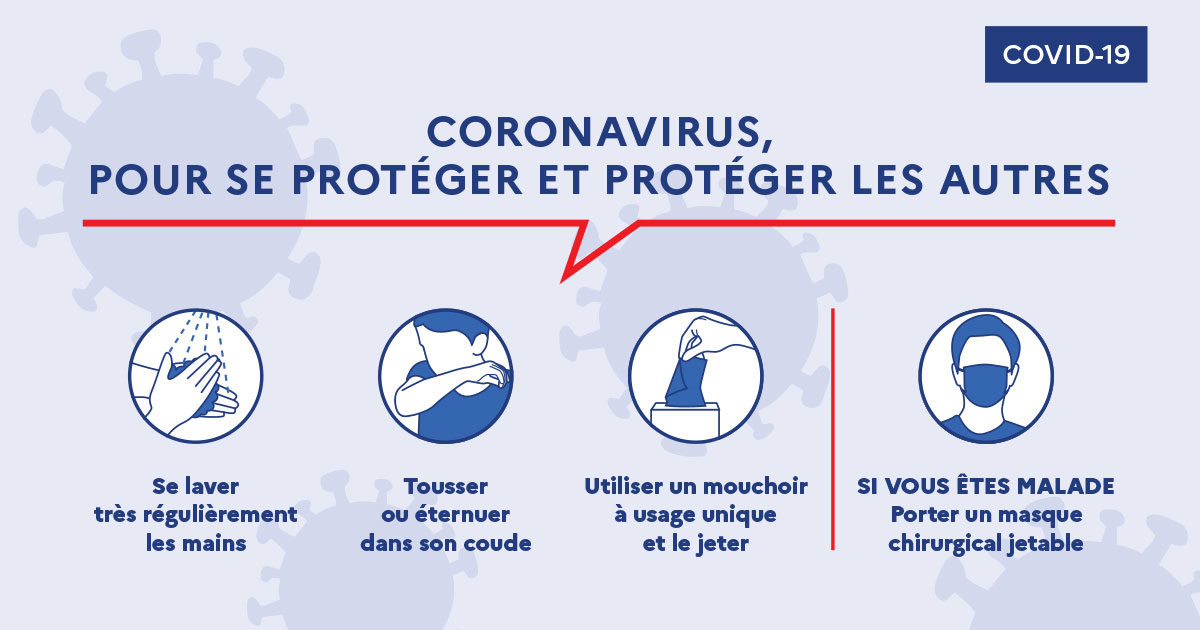 COVID-19
CORONAVIRUS,
POUR SE PROTÉGER ET PROTÉGER LES AUTRES
Se laver
très régulièrement
les mains
Tousser
ou éternuer
dans son coude
Utiliser un mouchoir
à usage unique
et le jeter
SI VOUS ÊTES MALADE
Porter un masque
chirurgical jetable